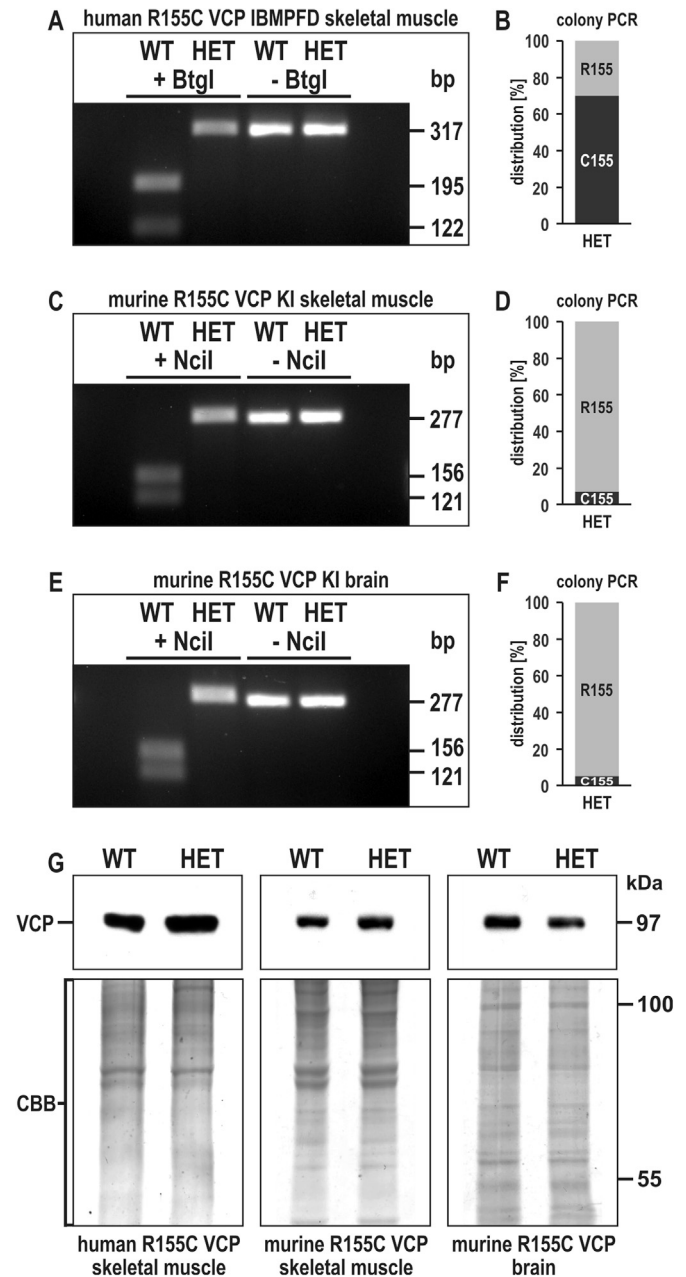 A human R155C VCP IBMPFD skeletal muscle
WT HET WT HET
+ BtgI - BtgI bp
317
195
122
B colony PCR
distribution [%]
100
80
60
40
20
0
R155
C155
HET
C murine R155C VCP KI skeletal muscle
WT HET WT HET
+ NciI - NciI bp
277
156
121
D colony PCR
distribution [%]
100
80
60
40
20
0
R155
C155
HET
E murine R155C VCP KI brain
WT HET WT HET
+ NciI - NciI bp
277
156
121
F colony PCR
distribution [%]
100
80
60
40
20
0
R155
C155
HET
G WT HET WT HET WT HET
kDa
VCP 97
100
CBB
55
human R155C VCP
skeletal muscle
murine R155C VCP
skeletal muscle
murine R155C VCP
brain